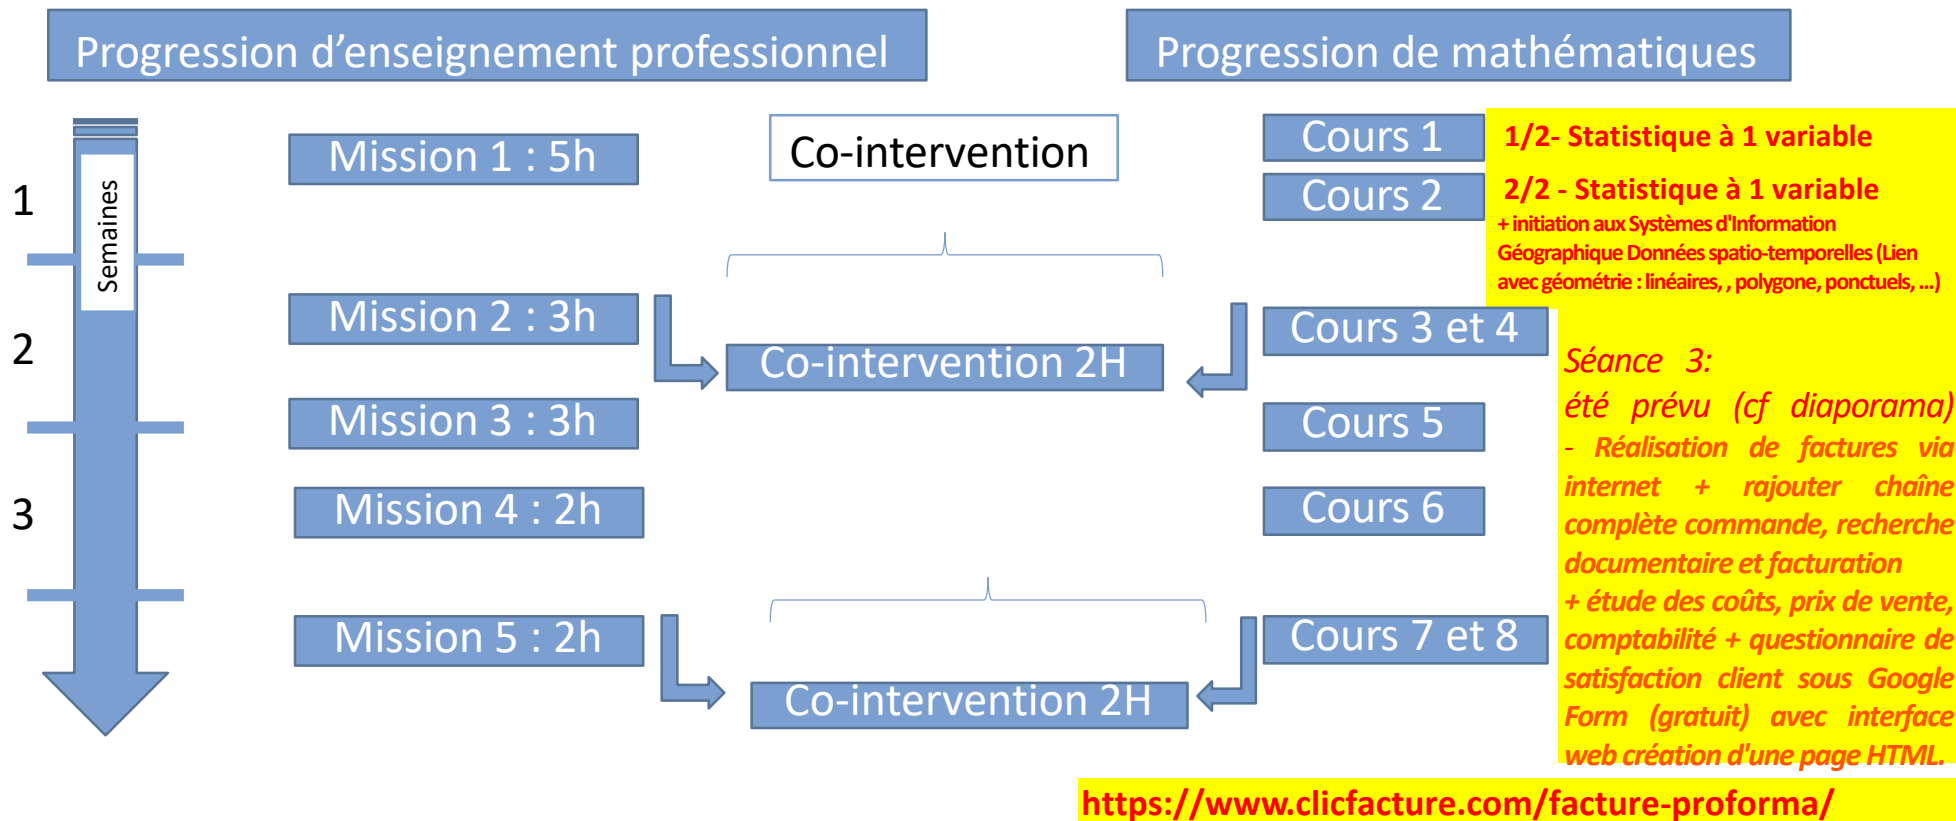 Progression d'enseignement professionnel
Progression de mathématiques
Semaines
1
2
3
Mission 1 : 5h
Mission 2 : 3h
Mission 3 : 3h
Mission 4 : 2h
Mission 5 : 2h
Co-intervention
Co-intervention 2H
Co-intervention 2H
Cours 1
Cours 2
Cours 3 et 4
Cours 5
Cours 6
Cours 7 et 8
1/2- Statistique à 1 variable
2/2 - Statistique à 1 variable
+ initiation aux Systèmes d'Information
Géographique Données spatio-temporelles (Lien
avec géométrie : linéaires, , polygone, ponctuels, ...)
Séance 3:
été prévu (cf diaporama)
- Réalisation de factures via
internet + rajouter chaîne
complète commande, recherche
documentaire et facturation
+ étude des coûts, prix de vente,
comptabilité + questionnaire de
satisfaction client sous Google
Form (gratuit) avec interface
web création d'une page HTML.
https://www.clicfacture.com/facture-proforma/